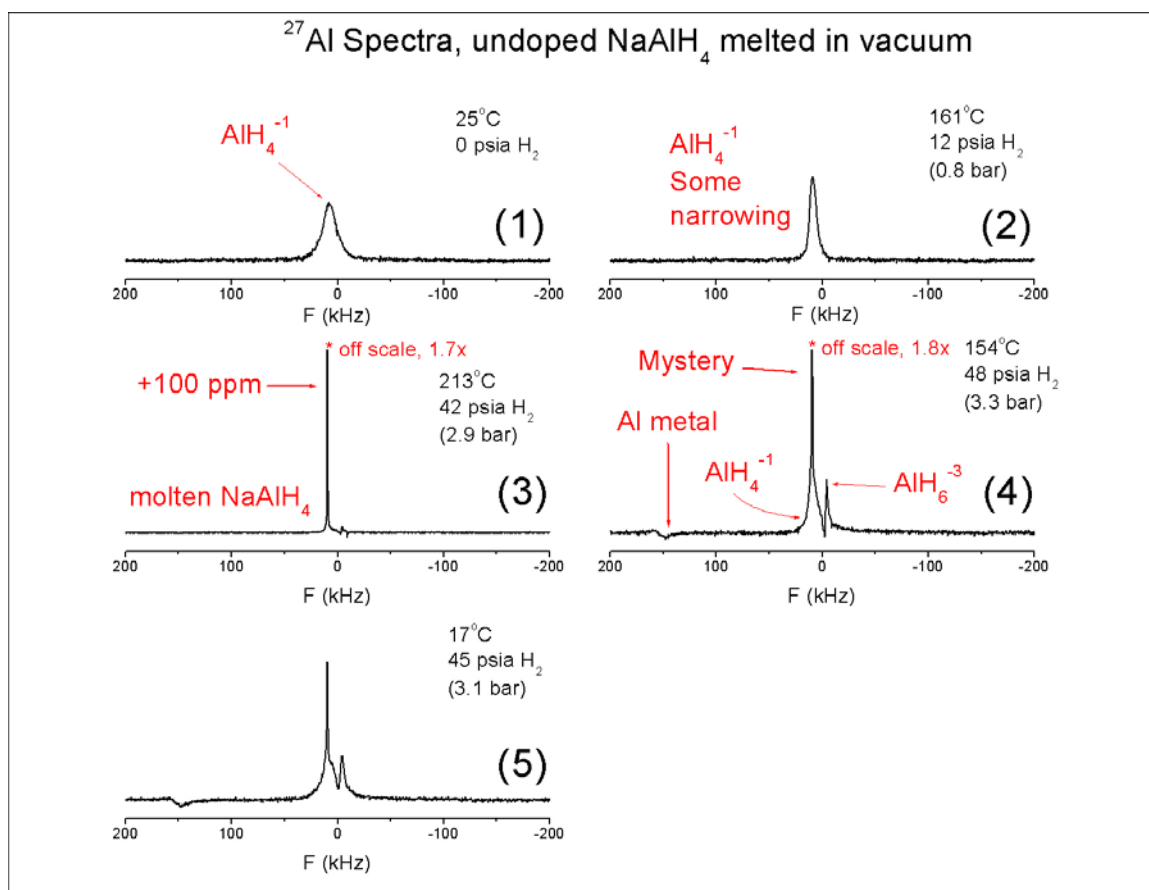 ²⁷Al Spectra, undoped NaAlH₄ melted in vacuum
AlH₄⁻¹
25°C
0 psia H₂
(1)
200 100 0 -100 -200
F (kHz)
AlH₄⁻¹
Some
narrowing
161°C
12 psia H₂
(0.8 bar)
(2)
200 100 0 -100 -200
F (kHz)
* off scale, 1.7x
+100 ppm
213°C
42 psia H₂
(2.9 bar)
molten NaAlH₄
(3)
200 100 0 -100 -200
F (kHz)
* off scale, 1.8x
154°C
48 psia H₂
(3.3 bar)
Mystery
Al metal
AlH₄⁻¹
AlH₆⁻³
(4)
200 100 0 -100 -200
F (kHz)
17°C
45 psia H₂
(3.1 bar)
(5)
200 100 0 -100 -200
F (kHz)